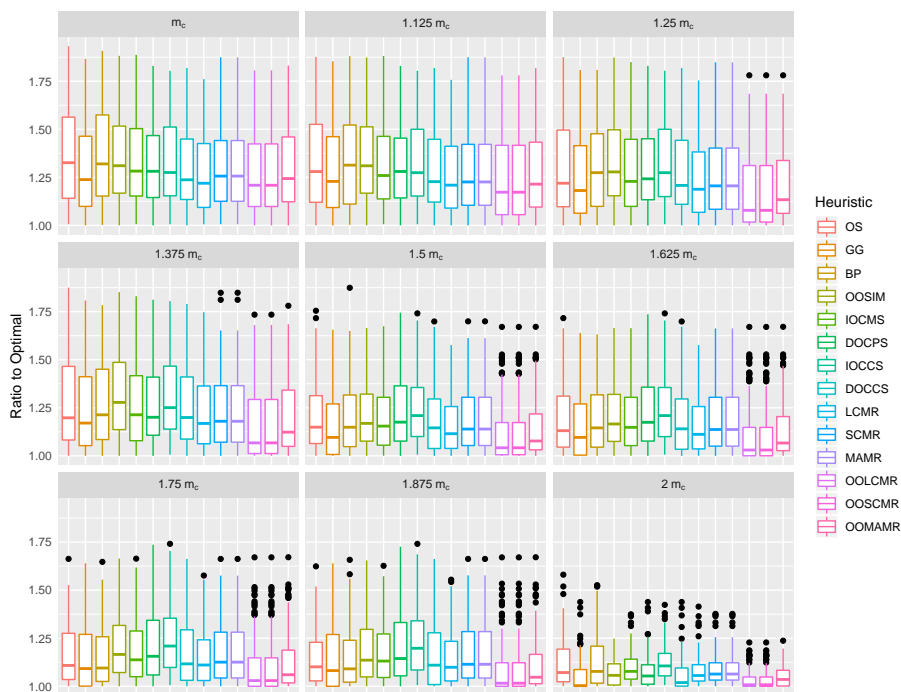 m_c 1.125 m_c 1.25 m_c
1.75
1.50
1.25
1.00
1.375 m_c 1.5 m_c 1.625 m_c
1.75
1.50
1.25
1.00
1.75 m_c 1.875 m_c 2 m_c
1.75
1.50
1.25
1.00
Ratio to Optimal
Heuristic
OS
GG
BP
OOSIM
IOCMS
DOCPS
IOCCS
DOCCS
LCMR
SCMR
MAMR
OOLCMR
OOSCMR
OOMAMR